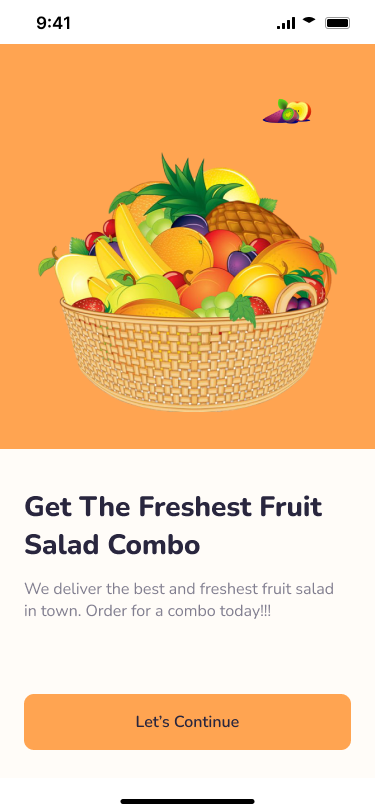 9:41
Get The Freshest Fruit
Salad Combo
We deliver the best and freshest fruit salad
in town. Order for a combo today!!!
Let’s Continue